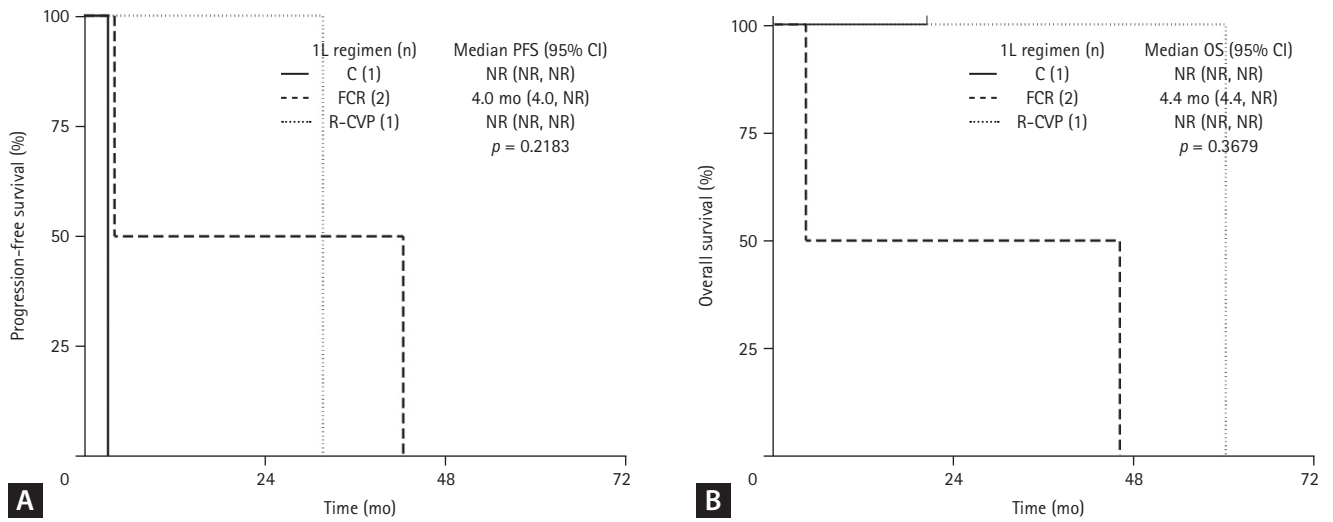 100
75
50
25
0
24
48
72
Progression-free survival (%)
Time (mo)
1L regimen (n) Median PFS (95% CI)
C (1) NR (NR, NR)
FCR (2) 4.0 mo (4.0, NR)
R-CVP (1) NR (NR, NR)
p = 0.2183
A
100
75
50
25
0
24
48
72
Overall survival (%)
Time (mo)
1L regimen (n) Median OS (95% CI)
C (1) NR (NR, NR)
FCR (2) 4.4 mo (4.4, NR)
R-CVP (1) NR (NR, NR)
p = 0.3679
B